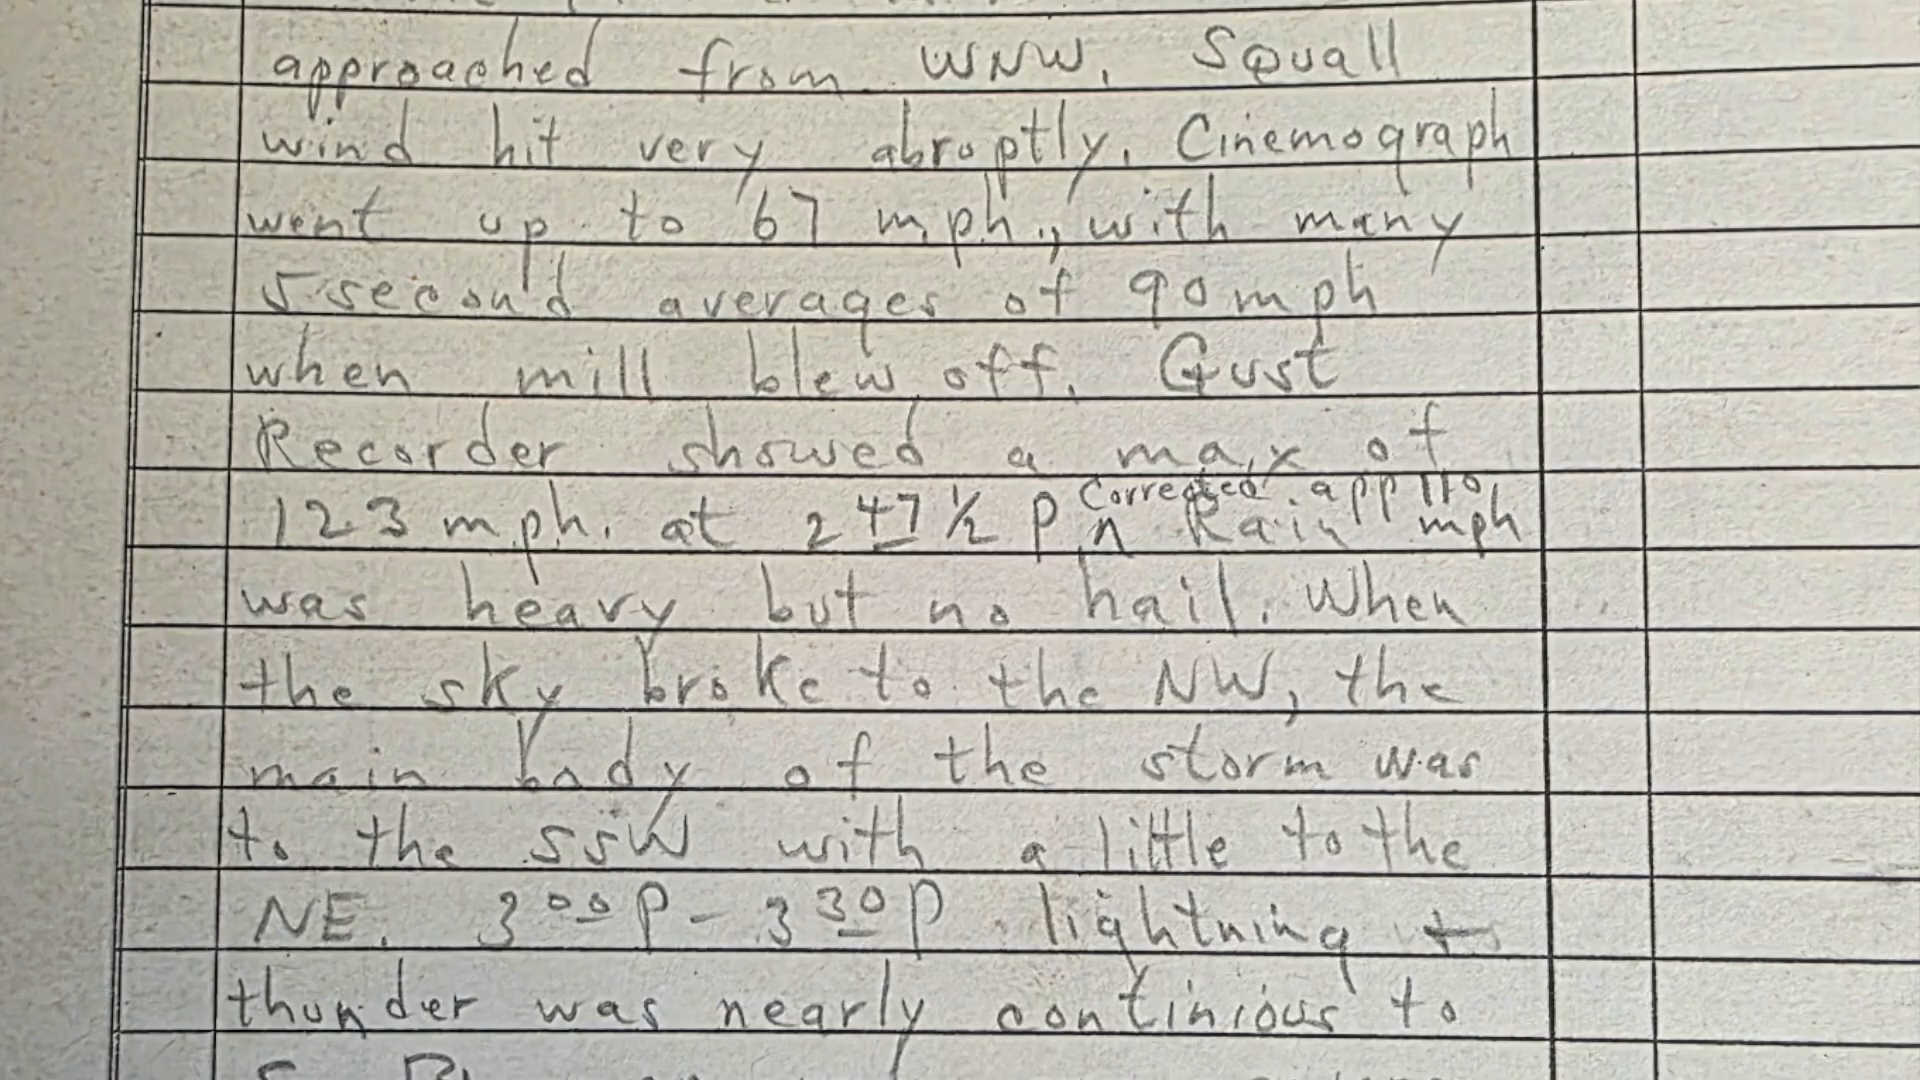 approached from WNW. Squall
wind hit very abruptly. Cinemograph
went up to 67 mph., with many
5 second averages of 90 mph
when mill blew off. Gust
Recorder showed a max of
Corrected app 110
123 mph. at 2 47 ½ P Rain mph
was heavy but no hail. When
the sky broke to the NW, the
main body of the storm was
to the SSW with a little to the
NE. 3 00 P - 3 30 P lightning +
thunder was nearly continious to